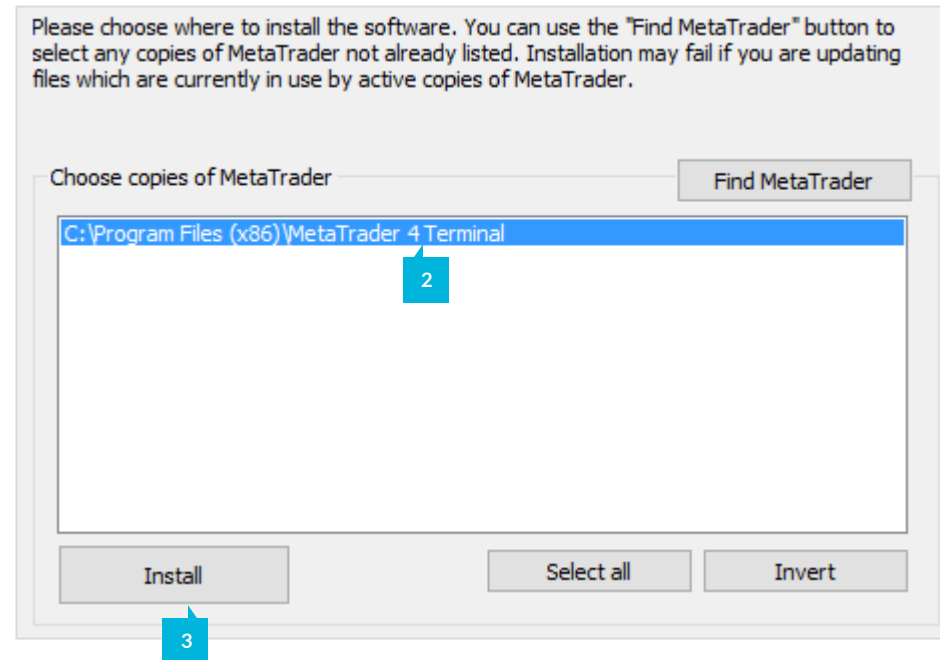 Please choose where to install the software. You can use the "Find MetaTrader" button to
select any copies of MetaTrader not already listed. Installation may fail if you are updating
files which are currently in use by active copies of MetaTrader.
Choose copies of MetaTrader
Find MetaTrader
C:\Program Files (x86)\MetaTrader 4 Terminal
2
Install
Select all
Invert
3